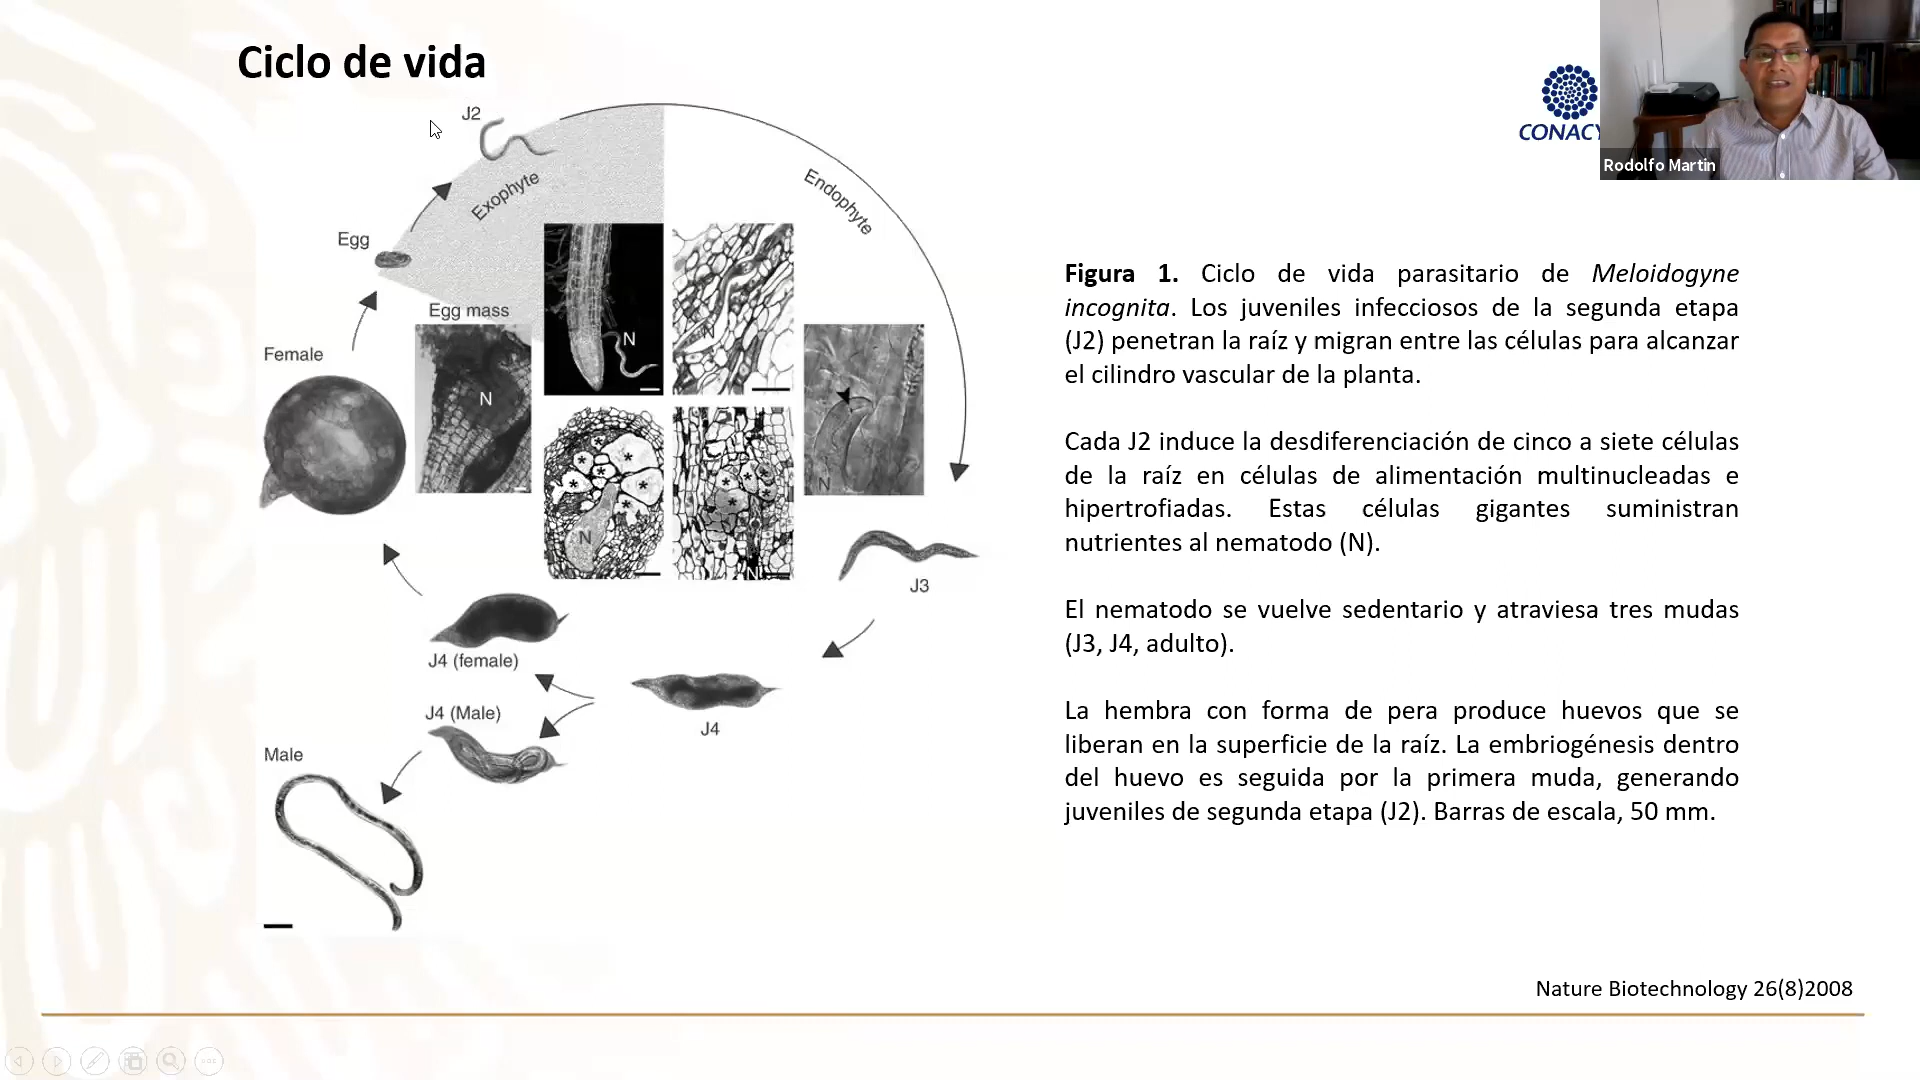 Ciclo de vida
J2
Exophyte
Endophyte
Egg
Egg mass
Female
N
N
N
N
N
N
J3
J4 (female)
J4
J4 (Male)
Male
CONACY
Rodolfo Martin
Figura 1. Ciclo de vida parasitario de Meloidogyne
incognita. Los juveniles infecciosos de la segunda etapa
(J2) penetran la raíz y migran entre las células para alcanzar
el cilindro vascular de la planta.
Cada J2 induce la desdiferenciación de cinco a siete células
de la raíz en células de alimentación multinucleadas e
hipertrofiadas. Estas células gigantes suministran
nutrientes al nematodo (N).
El nematodo se vuelve sedentario y atraviesa tres mudas
(J3, J4, adulto).
La hembra con forma de pera produce huevos que se
liberan en la superficie de la raíz. La embriogénesis dentro
del huevo es seguida por la primera muda, generando
juveniles de segunda etapa (J2). Barras de escala, 50 mm.
Nature Biotechnology 26(8)2008